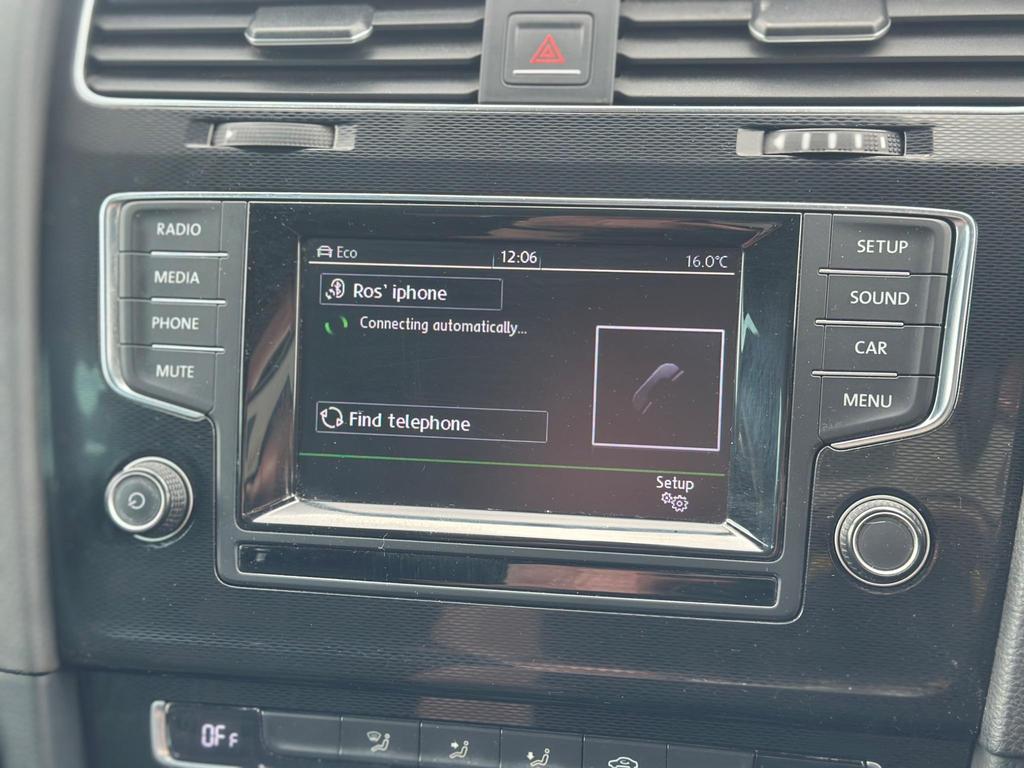 RADIO
MEDIA
PHONE
MUTE
Eco
12:06
16.0°C
Ros' iphone
Connecting automatically...
Find telephone
Setup
SETUP
SOUND
CAR
MENU
OFF